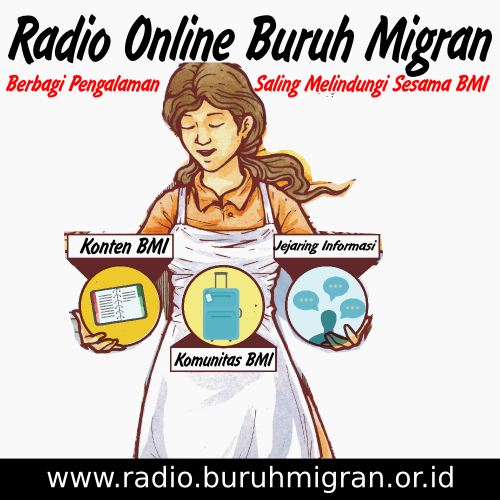 Radio Online Buruh Migran
Berbagi Pengalaman Saling Melindungi Sesama BMI
Konten BMI
Jejaring Informasi
Komunitas BMI
www.radio.buruhmigran.or.id